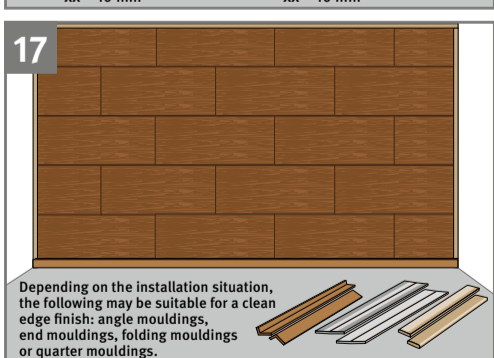 17
Depending on the installation situation,
the following may be suitable for a clean
edge finish: angle mouldings,
end mouldings, folding mouldings
or quarter mouldings.